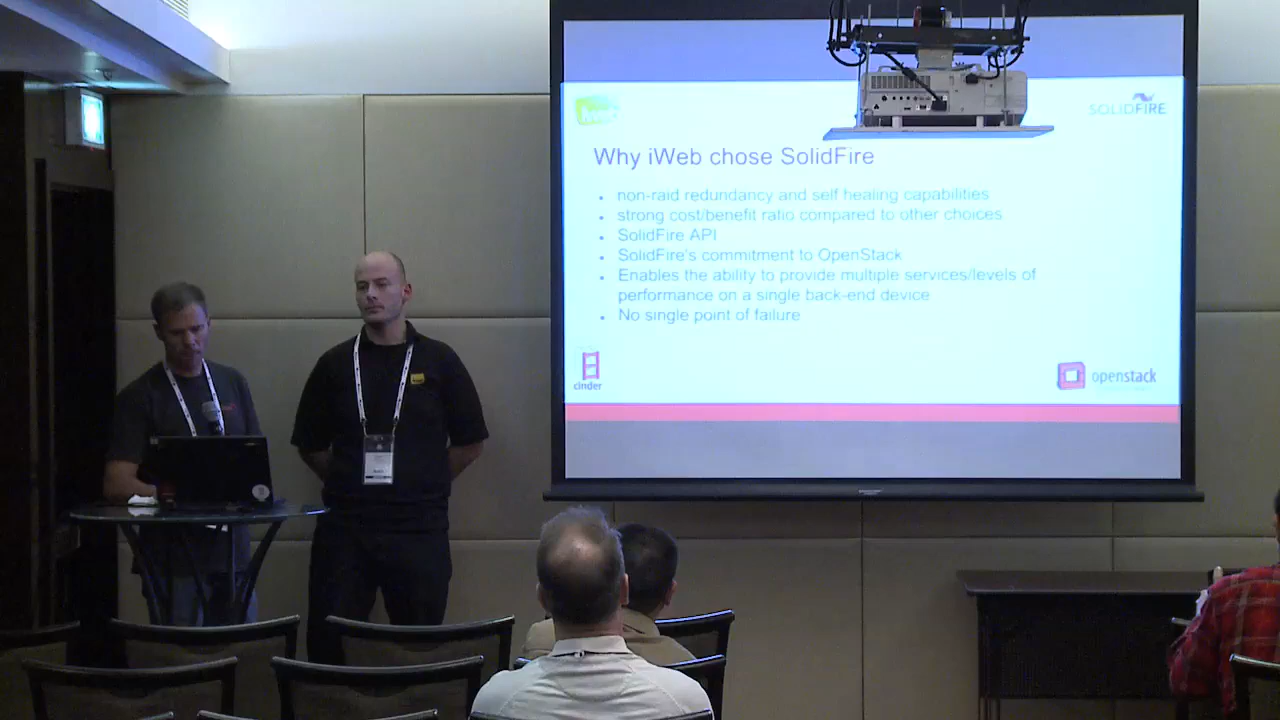 iWeb
SOLIDFIRE
Why iWeb chose SolidFire
non-raid redundancy and self healing capabilities
strong cost/benefit ratio compared to other choices
SolidFire API
SolidFire's commitment to OpenStack
Enables the ability to provide multiple services/levels of
performance on a single back-end device
No single point of failure
cinder
openstack